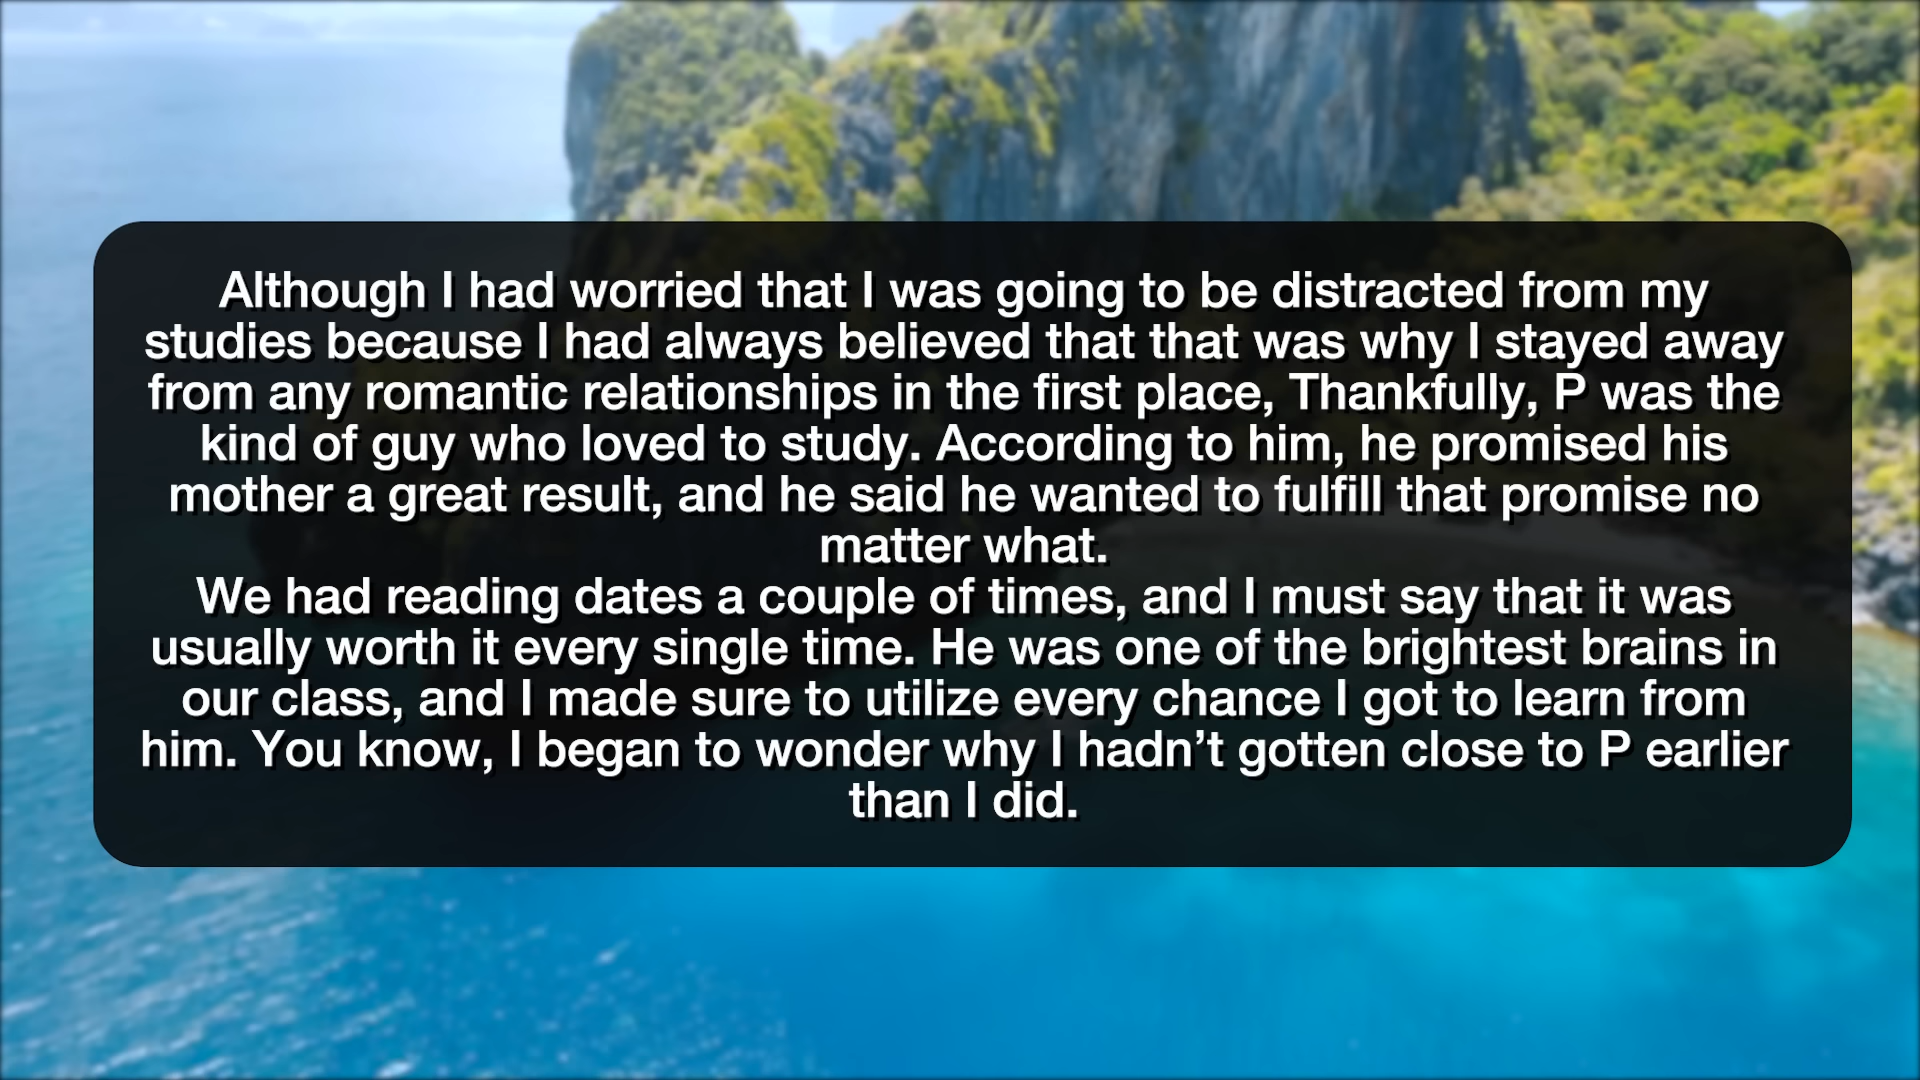 Although I had worried that I was going to be distracted from my
studies because I had always believed that that was why I stayed away
from any romantic relationships in the first place, Thankfully, P was the
kind of guy who loved to study. According to him, he promised his
mother a great result, and he said he wanted to fulfill that promise no
matter what.
We had reading dates a couple of times, and I must say that it was
usually worth it every single time. He was one of the brightest brains in
our class, and I made sure to utilize every chance I got to learn from
him. You know, I began to wonder why I hadn’t gotten close to P earlier
than I did.